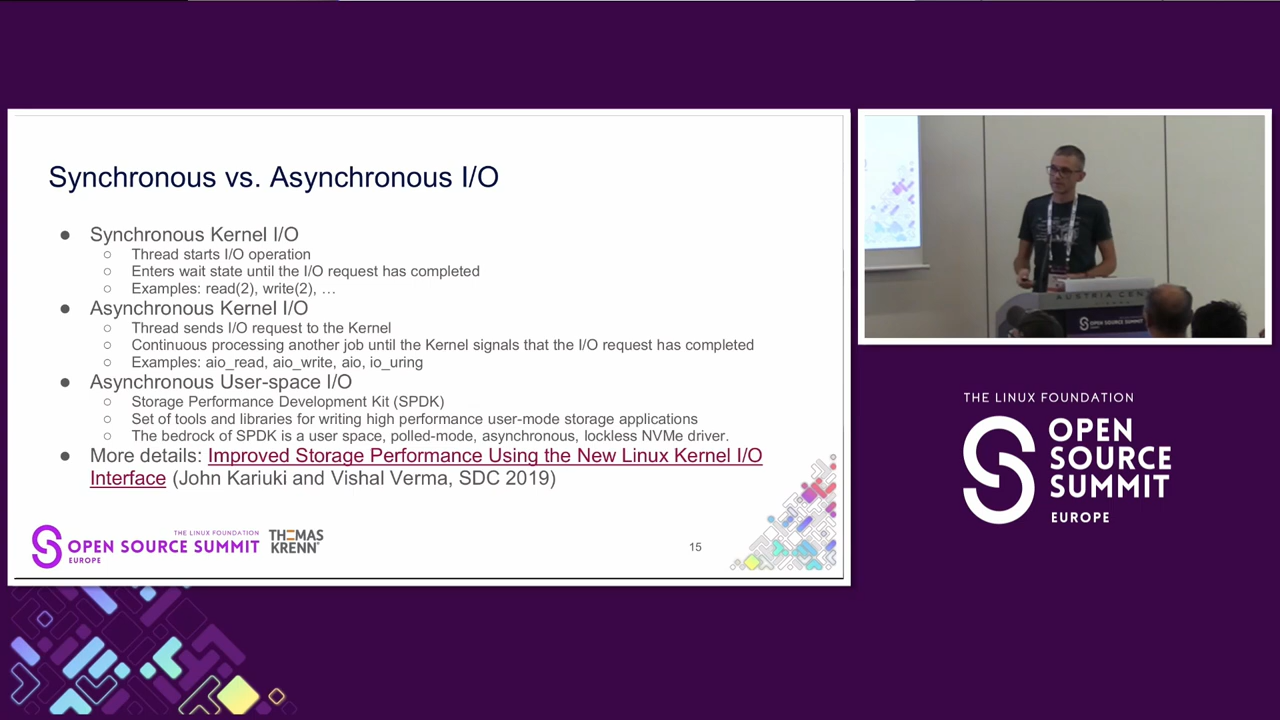 Synchronous vs. Asynchronous I/O
● Synchronous Kernel I/O
○ Thread starts I/O operation
○ Enters wait state until the I/O request has completed
○ Examples: read(2), write(2), …
● Asynchronous Kernel I/O
○ Thread sends I/O request to the Kernel
○ Continuous processing another job until the Kernel signals that the I/O request has completed
○ Examples: aio_read, aio_write, aio, io_uring
● Asynchronous User-space I/O
○ Storage Performance Development Kit (SPDK)
○ Set of tools and libraries for writing high performance user-mode storage applications
○ The bedrock of SPDK is a user space, polled-mode, asynchronous, lockless NVMe driver.
● More details: Improved Storage Performance Using the New Linux Kernel I/O
Interface (John Kariuki and Vishal Verma, SDC 2019)
THE LINUX FOUNDATION
OPEN SOURCE SUMMIT
EUROPE
THOMAS
KRENN®
15
AUSTRIA CEN
OPEN SOURCE SUMMIT
THE LINUX FOUNDATION
OPEN
SOURCE
SUMMIT
EUROPE